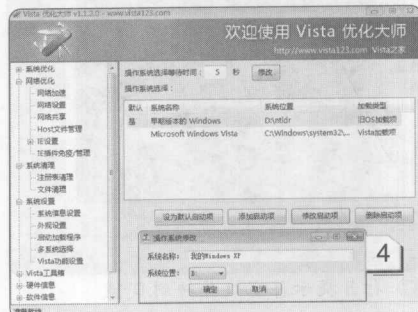 Vista 优化大师 v1.1.2.0 - www.vista123.com
欢迎使用 Vista 优化大师
http://www.vista123.com Vista之家
系统优化
网络优化
网络加速
网络设置
网络共享
Host文件管理
IE设置
IE插件免疫/管理
系统清理
注册表清理
文件清理
系统设置
系统信息设置
外观设置
启动加载程序
多系统选择
Vista功能设置
Vista工具箱
硬件信息
软件信息
操作系统选择等待时间： 5 秒 修改
操作系统选择：
默认 系统名称 系统位置 加载类型
是 早期版本的 Windows D:\ntldr 旧OS加载项
Microsoft Windows Vista C:\Windows\system32\... Vista加载项
设为默认启动项 添加启动项 修改启动项 删除启动项
操作系统修改
系统名称： 我的Windows XP
系统位置：
确定 取消
4